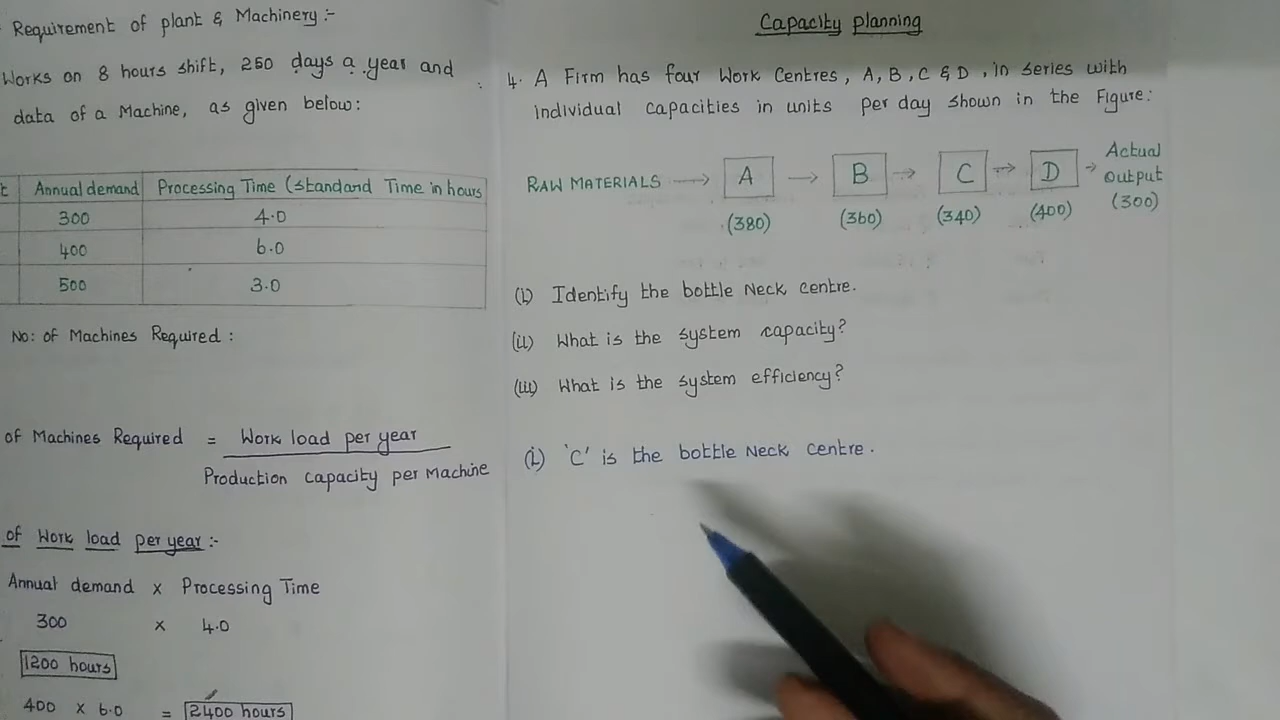 Requirement of plant & Machinery :-
Works on 8 hours shift, 250 days a year and
data of a Machine, as given below:
t Annual demand Processing Time (standard Time in hours
300 4.0
400 6.0
500 3.0
No: of Machines Required :
of Machines Required = Work load per year
Production capacity per Machine
of Work load per year :-
Annual demand x Processing Time
300 x 4.0
1200 hours
400 x 6.0 = 2400 hours
Capacity planning
4. A Firm has four Work Centres, A, B, C & D, in series with
individual capacities in units per day shown in the Figure:
RAW MATERIALS → A → B → C → D → Actual output (300)
(380) (360) (340) (400)
(i) Identify the bottle Neck centre.
(ii) What is the system capacity?
(iii) What is the system efficiency?
(i) 'C' is the bottle Neck centre.